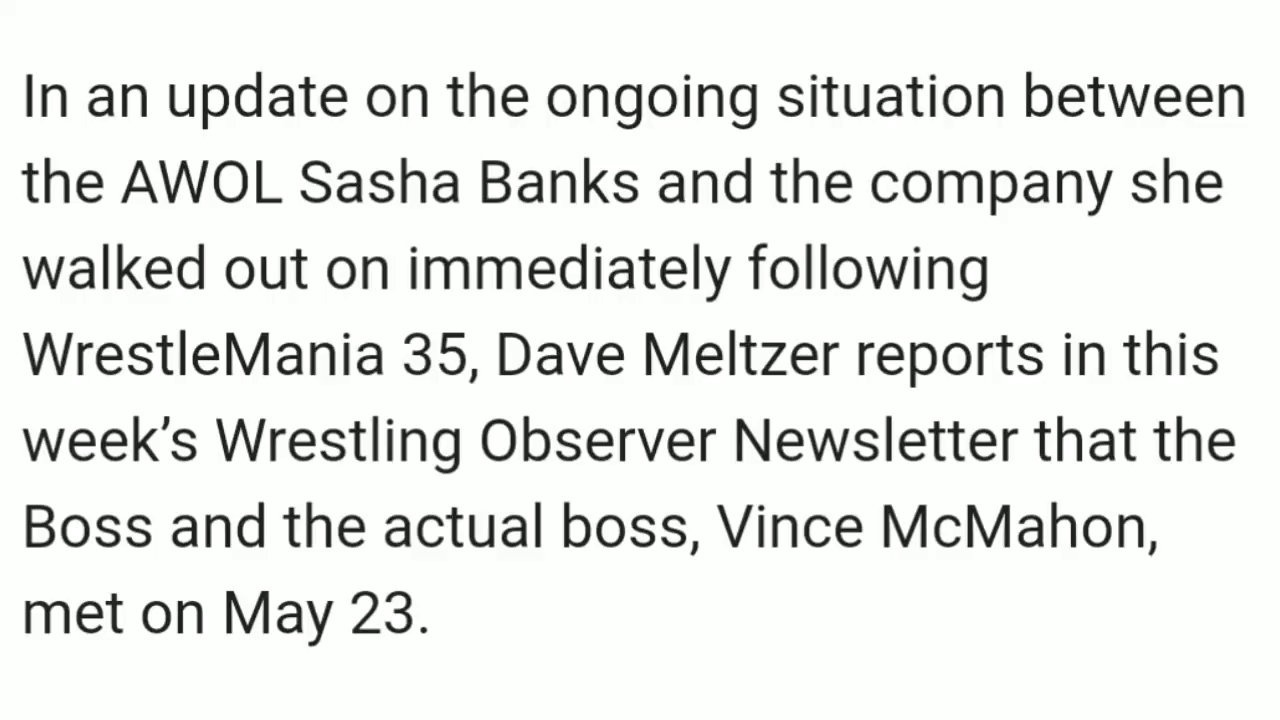 In an update on the ongoing situation between
the AWOL Sasha Banks and the company she
walked out on immediately following
WrestleMania 35, Dave Meltzer reports in this
week’s Wrestling Observer Newsletter that the
Boss and the actual boss, Vince McMahon,
met on May 23.